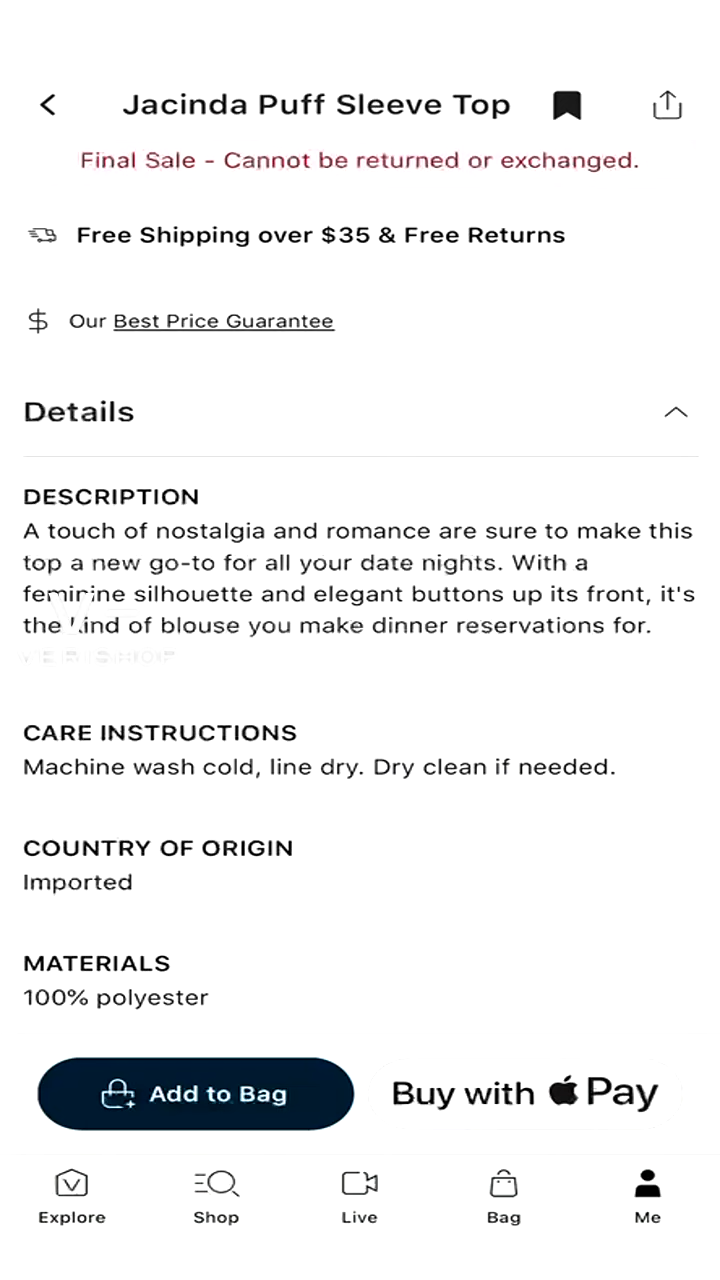 Jacinda Puff Sleeve Top
Final Sale - Cannot be returned or exchanged.
Free Shipping over $35 & Free Returns
$ Our Best Price Guarantee
Details
DESCRIPTION
A touch of nostalgia and romance are sure to make this
top a new go-to for all your date nights. With a
feminine silhouette and elegant buttons up its front, it's
the kind of blouse you make dinner reservations for.
VERISHOP
CARE INSTRUCTIONS
Machine wash cold, line dry. Dry clean if needed.
COUNTRY OF ORIGIN
Imported
MATERIALS
100% polyester
Add to Bag
Buy with Pay
Explore
Shop
Live
Bag
Me